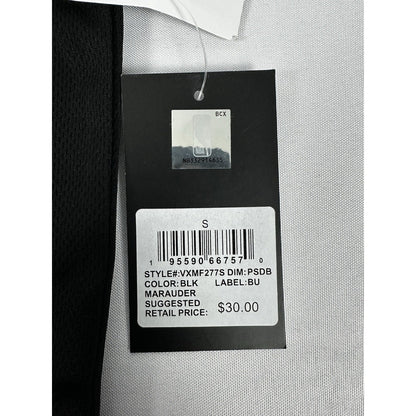 BCX
NB332914635
S
1 95590 66757 0
STYLE#:VXMF277S DIM:PSDB
COLOR:BLK LABEL:BU
MARAUDER
SUGGESTED
RETAIL PRICE: $30.00